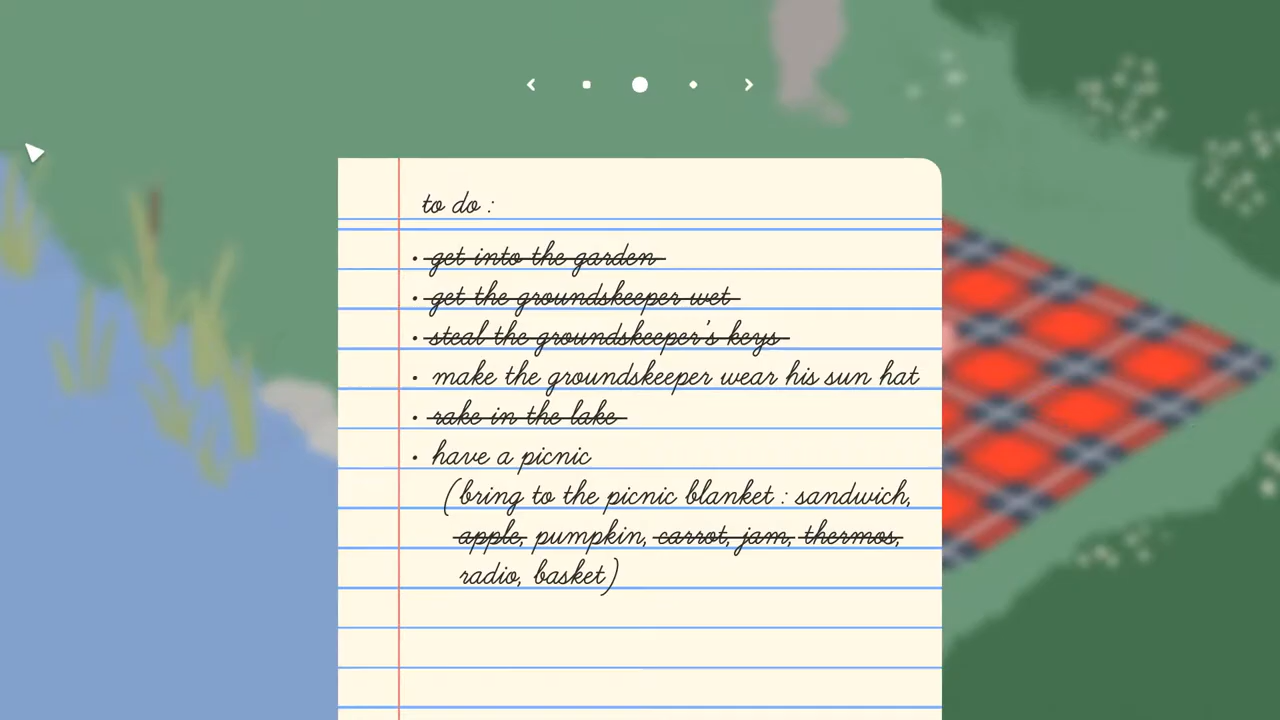 to do :
• get into the garden
• get the groundskeeper wet
• steal the groundskeeper's keys
• make the groundskeeper wear his sun hat
• rake in the lake
• have a picnic
(bring to the picnic blanket : sandwich,
apple, pumpkin, carrot, jam, thermos,
radio, basket)